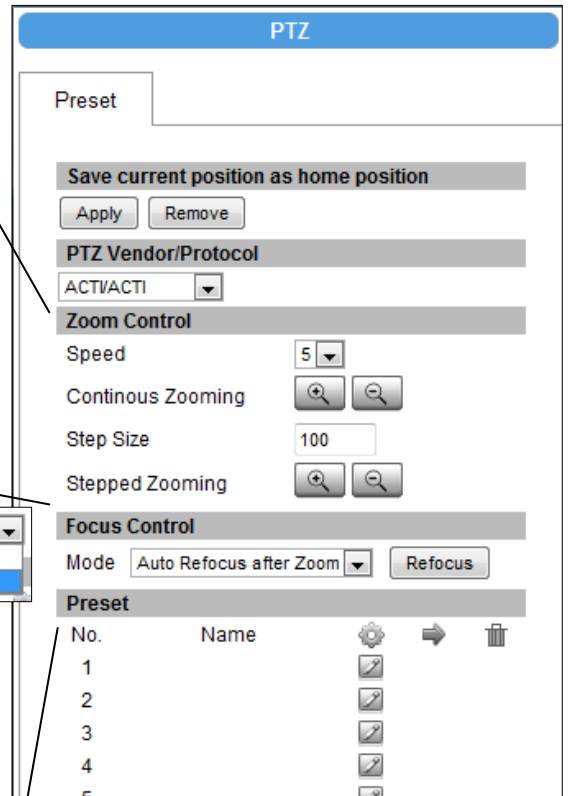 PTZ
Preset
Save current position as home position
Apply Remove
PTZ Vendor/Protocol
ACTI/ACTI
Zoom Control
Speed 5
Continous Zooming
Step Size 100
Stepped Zooming
Focus Control
Mode Auto Refocus after Zoom Refocus
Preset
No. Name
1
2
3
4
5